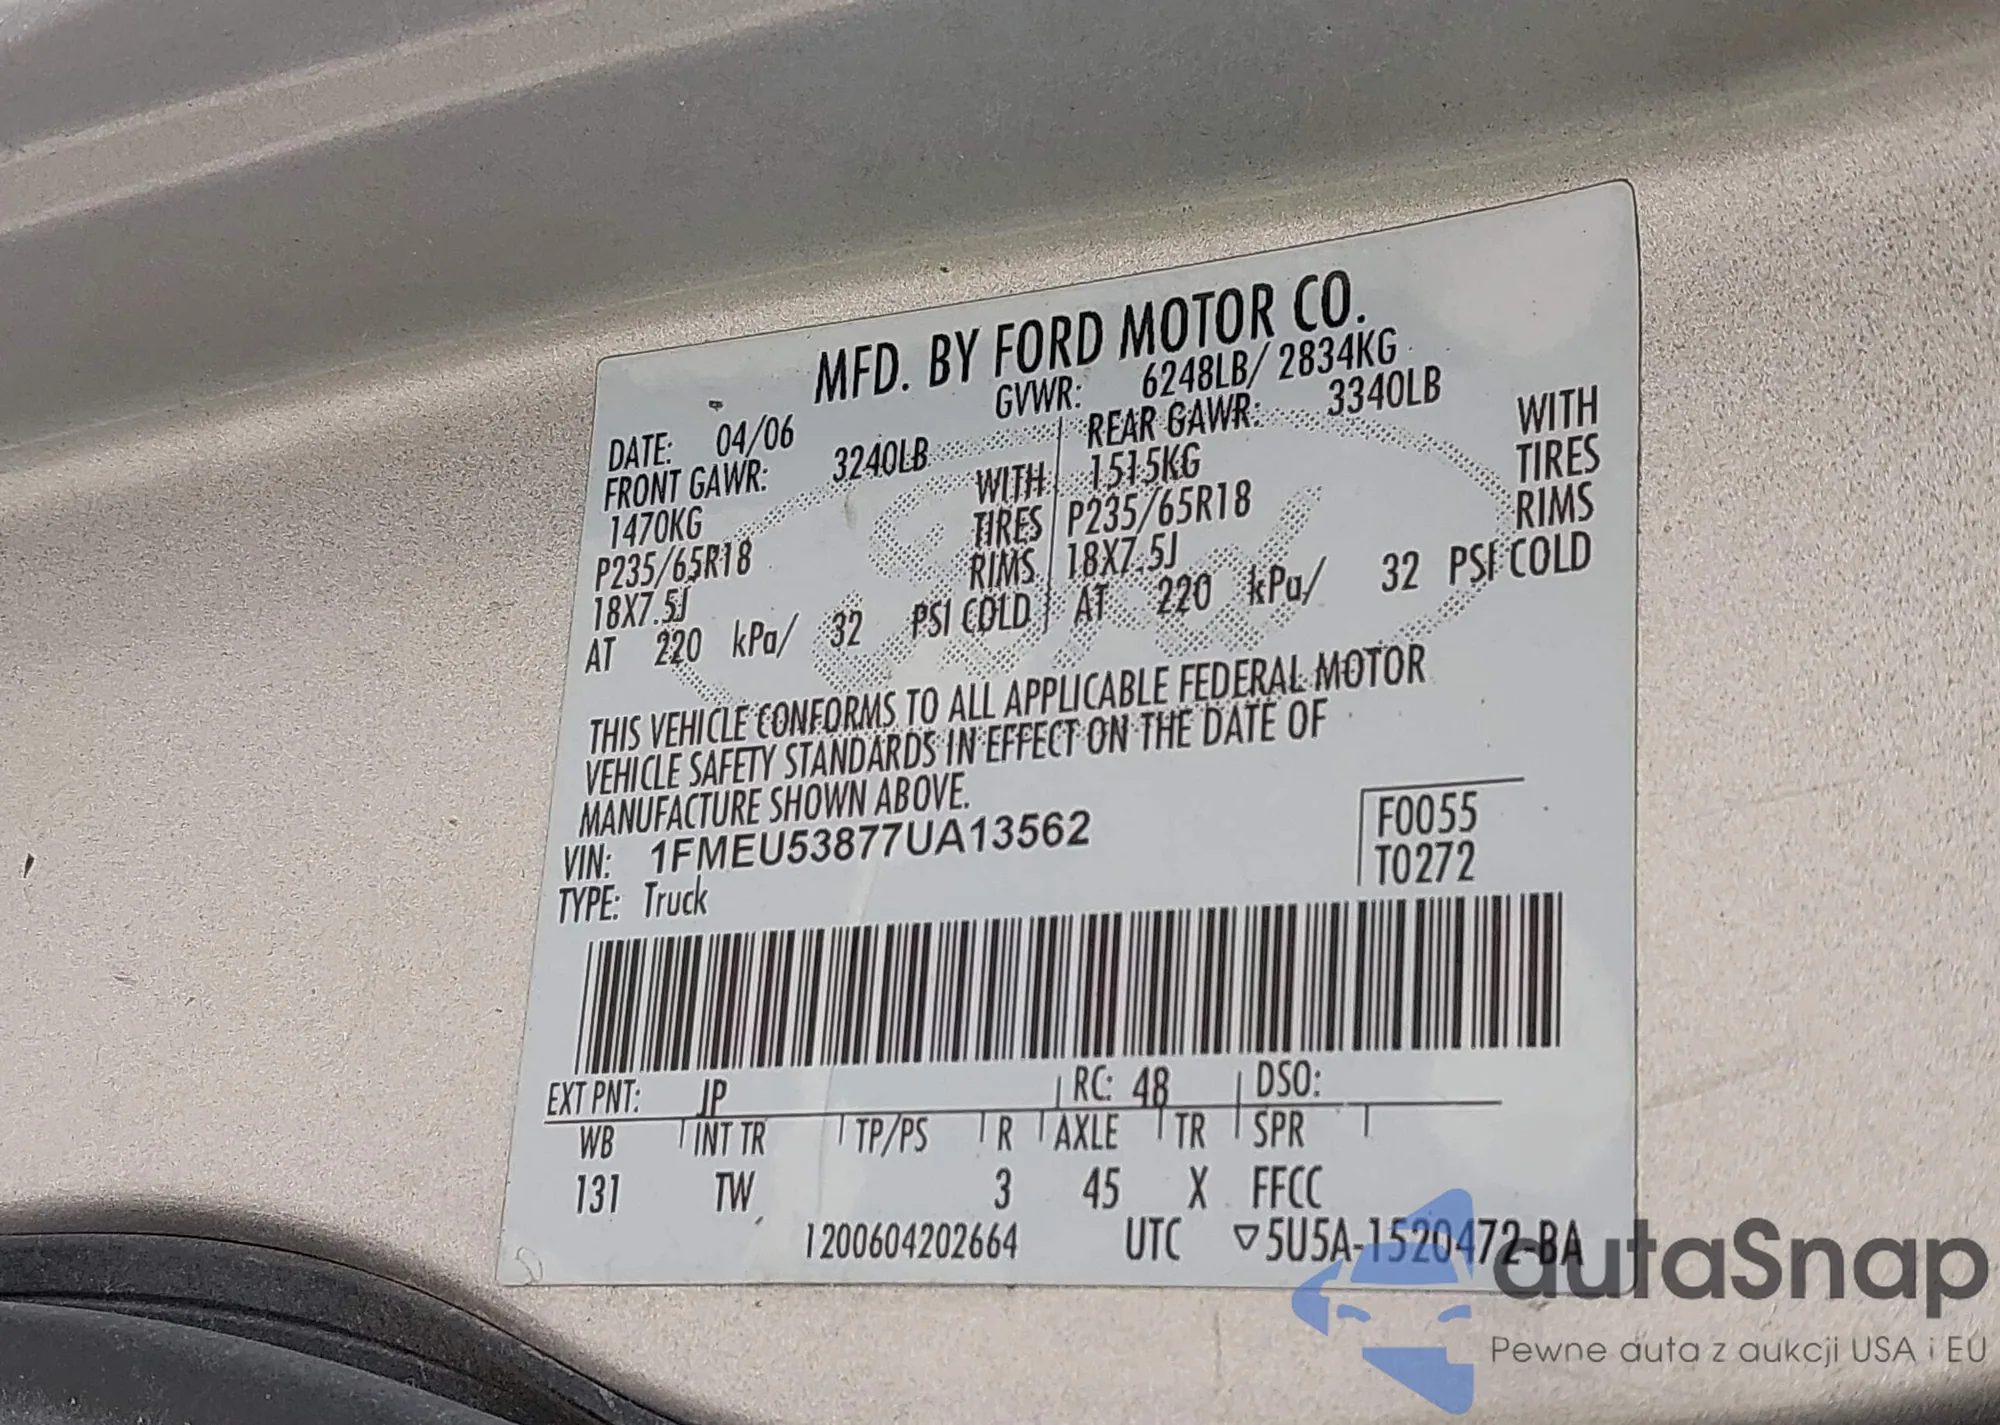 MFD. BY FORD MOTOR CO.
DATE: 04/06 GVWR: 6248LB/ 2834KG
FRONT GAWR: 3240LB REAR GAWR: 3340LB
1470KG WITH 1515KG WITH
P235/65R18 TIRES P235/65R18 TIRES
18X7.5J RIMS 18X7.5J RIMS
AT 220 kPa/ 32 PSI COLD AT 220 kPa/ 32 PSI COLD
THIS VEHICLE CONFORMS TO ALL APPLICABLE FEDERAL MOTOR
VEHICLE SAFETY STANDARDS IN EFFECT ON THE DATE OF
MANUFACTURE SHOWN ABOVE.
VIN: 1FMEU53877UA13562 F0055
TYPE: Truck T0272
EXT PNT: JP RC: 48 DSO:
WB INT TR TP/PS R AXLE TR SPR
131 TW 3 45 X FFCC
1200604202664 UTC ▽5U5A-1520472-BA
autaSnap
Pewne auta z aukcji USA i EU